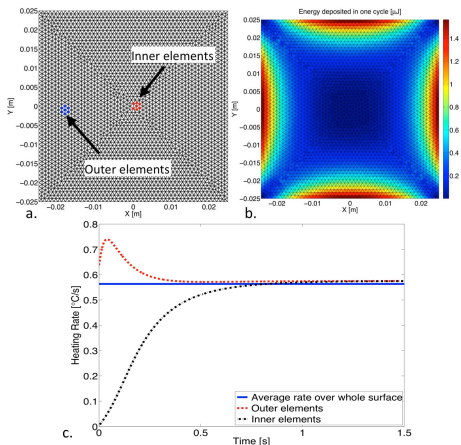 0.025
0.02
0.015
0.01
0.005
0
−0.005
−0.01
−0.015
−0.02
−0.025
Y [m]
−0.02 −0.01 0 0.01 0.02
X [m]
Inner elements
Outer elements
a.
Energy deposited in one cycle [μJ]
0.025
0.02
0.015
0.01
0.005
0
−0.005
−0.01
−0.015
−0.02
−0.025
Y [m]
−0.02 −0.01 0 0.01 0.02
X [m]
1.4
1.2
1
0.8
0.6
0.4
0.2
b.
0.8
0.7
0.6
0.5
0.4
0.3
0.2
0.1
0
Heating Rate [°C/s]
0 0.5 1 1.5
Time [s]
Average rate over whole surface
Outer elements
Inner elements
c.